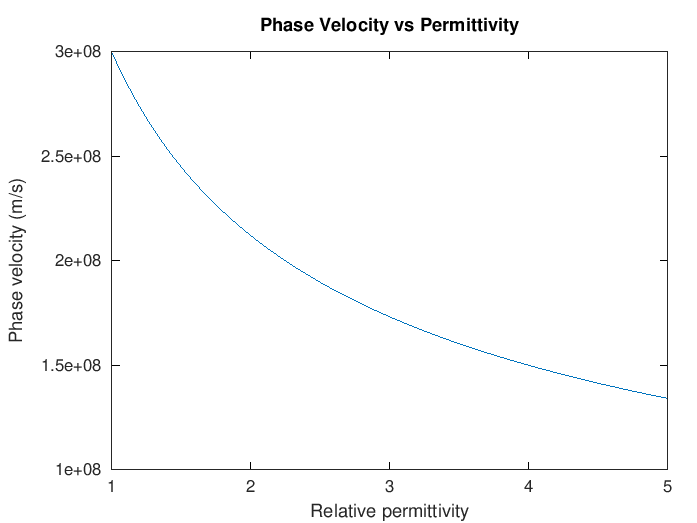 Phase Velocity vs Permittivity
3e+08
2.5e+08
2e+08
1.5e+08
1e+08
Phase velocity (m/s)
1 2 3 4 5
Relative permittivity